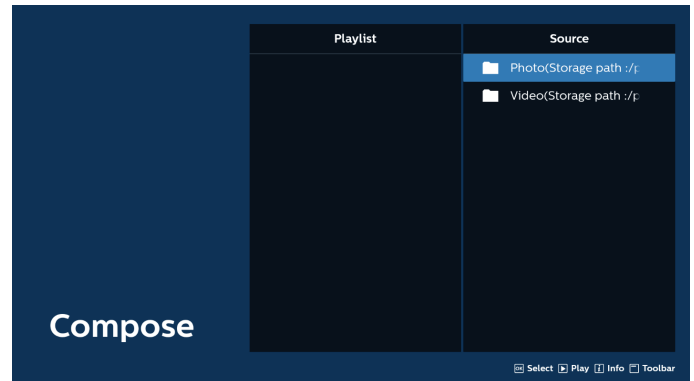 Playlist
Source
Photo(Storage path :/p
Video(Storage path :/p
Compose
OK Select Play i Info Toolbar